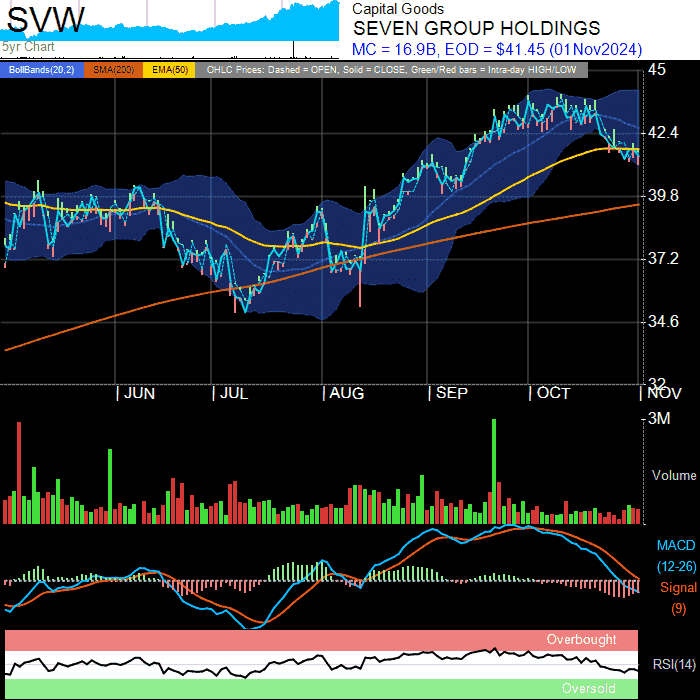 SVW
5yr Chart
Capital Goods
SEVEN GROUP HOLDINGS
MC = 16.9B, EOD = $41.45 (01Nov2024)
BollBands(20,2) SMA(200) EMA(50) OHLC Prices: Dashed = OPEN, Solid = CLOSE, Green/Red bars = Intra-day HIGH/LOW
45
42.4
39.8
37.2
34.6
32
JUN JUL AUG SEP OCT NOV
3M
Volume
MACD
(12-26)
Signal
(9)
Overbought
RSI(14)
Oversold